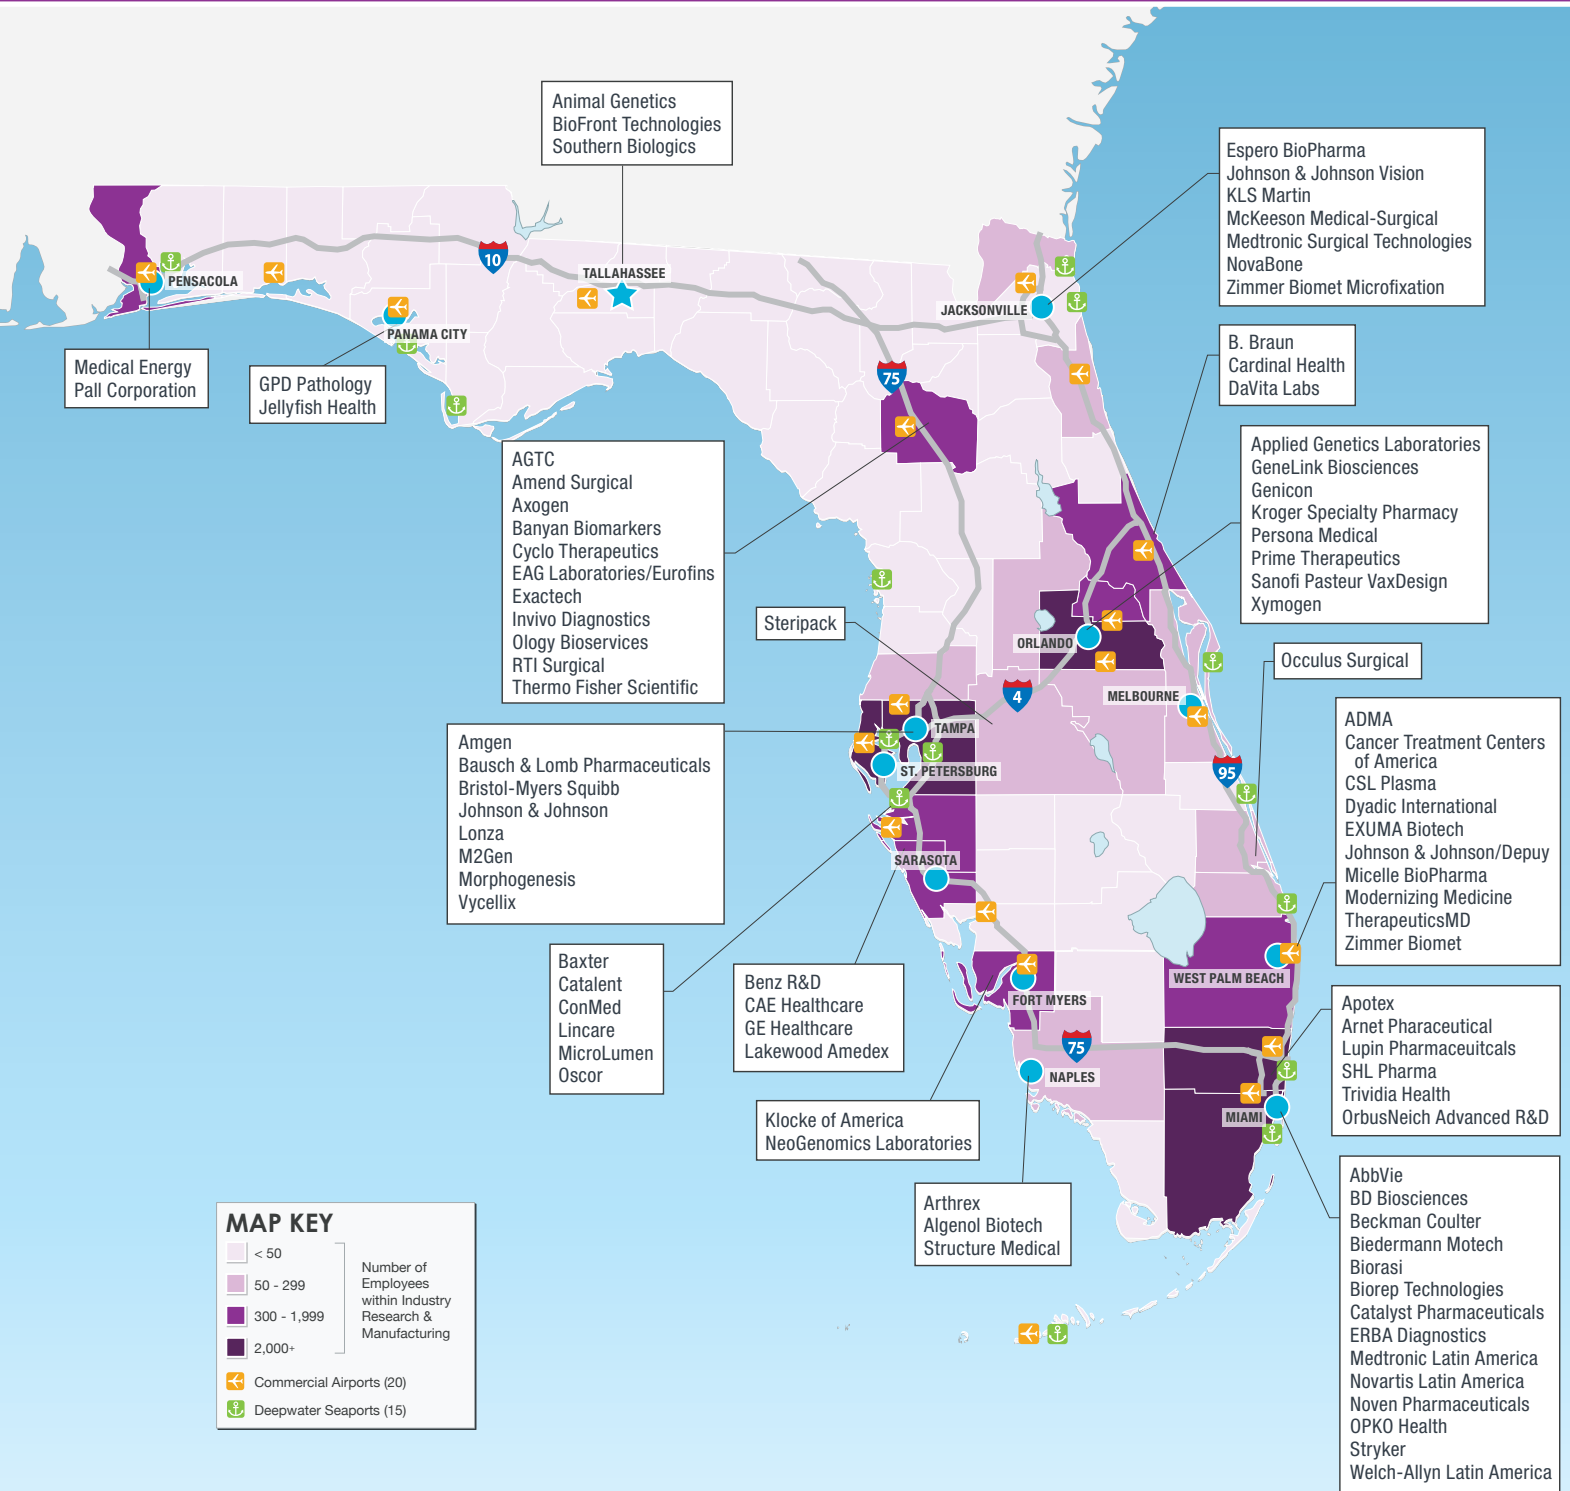 Animal Genetics
BioFront Technologies
Southern Biologics
Espero BioPharma
Johnson & Johnson Vision
KLS Martin
McKeeson Medical-Surgical
Medtronic Surgical Technologies
NovaBone
Zimmer Biomet Microfixation
10
TALLAHASSEE
PENSACOLA
JACKSONVILLE
PANAMA CITY
Medical Energy
Pall Corporation
GPD Pathology
Jellyfish Health
75
B. Braun
Cardinal Health
DaVita Labs
AGTC
Amend Surgical
Axogen
Banyan Biomarkers
Cyclo Therapeutics
EAG Laboratories/Eurofins
Exactech
Invivo Diagnostics
Ology Bioservices
RTI Surgical
Thermo Fisher Scientific
Applied Genetics Laboratories
GeneLink Biosciences
Genicon
Kroger Specialty Pharmacy
Persona Medical
Prime Therapeutics
Sanofi Pasteur VaxDesign
Xymogen
Steripack
ORLANDO
Occulus Surgical
4
MELBOURNE
TAMPA
ST. PETERSBURG
95
Amgen
Bausch & Lomb Pharmaceuticals
Bristol-Myers Squibb
Johnson & Johnson
Lonza
M2Gen
Morphogenesis
Vycellix
ADMA
Cancer Treatment Centers
of America
CSL Plasma
Dyadic International
EXUMA Biotech
Johnson & Johnson/Depuy
Micelle BioPharma
Modernizing Medicine
TherapeuticsMD
Zimmer Biomet
SARASOTA
Baxter
Catalent
ConMed
Lincare
MicroLumen
Oscor
Benz R&D
CAE Healthcare
GE Healthcare
Lakewood Amedex
WEST PALM BEACH
FORT MYERS
Apotex
Arnet Pharaceutical
Lupin Pharmaceuitcals
SHL Pharma
Trividia Health
OrbusNeich Advanced R&D
75
NAPLES
MIAMI
Klocke of America
NeoGenomics Laboratories
Arthrex
Algenol Biotech
Structure Medical
AbbVie
BD Biosciences
Beckman Coulter
Biedermann Motech
Biorasi
Biorep Technologies
Catalyst Pharmaceuticals
ERBA Diagnostics
Medtronic Latin America
Novartis Latin America
Noven Pharmaceuticals
OPKO Health
Stryker
Welch-Allyn Latin America
MAP KEY
< 50
50 - 299
300 - 1,999
2,000+
Number of
Employees
within Industry
Research &
Manufacturing
Commercial Airports (20)
Deepwater Seaports (15)